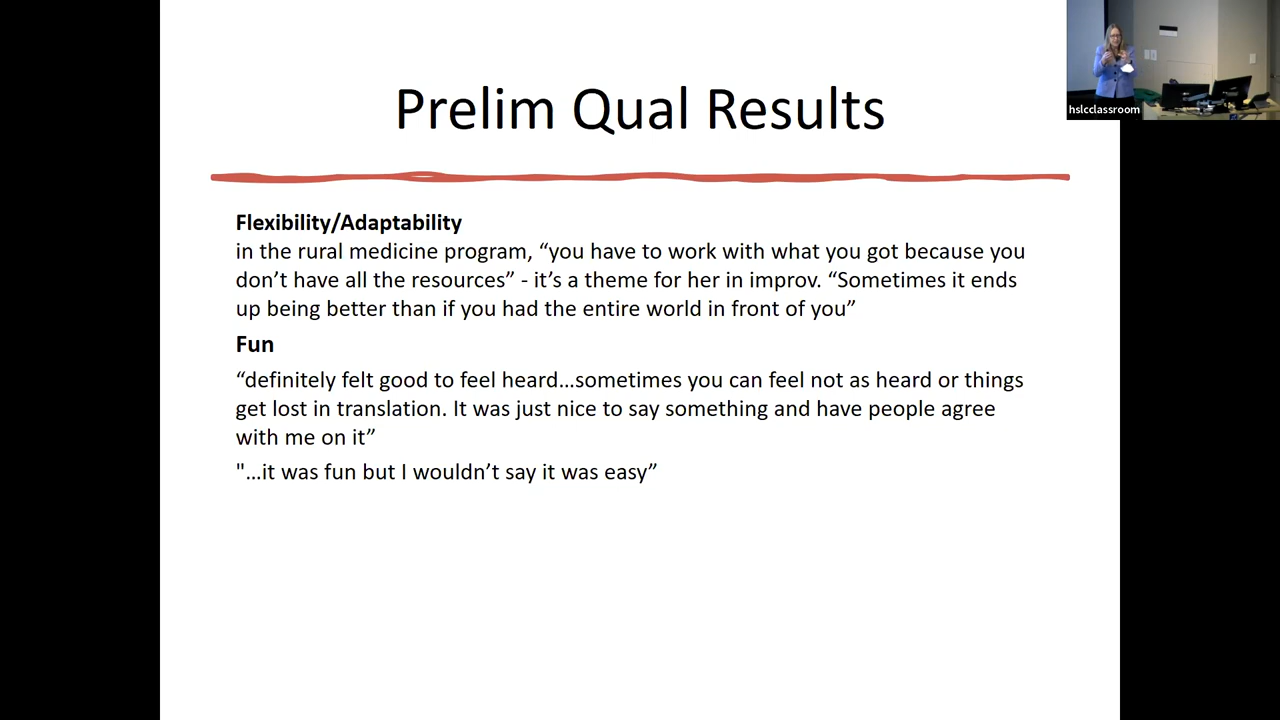 Prelim Qual Results
hslcclassroom
Flexibility/Adaptability
in the rural medicine program, “you have to work with what you got because you
don’t have all the resources” - it’s a theme for her in improv. “Sometimes it ends
up being better than if you had the entire world in front of you”
Fun
“definitely felt good to feel heard…sometimes you can feel not as heard or things
get lost in translation. It was just nice to say something and have people agree
with me on it”
"…it was fun but I wouldn’t say it was easy”